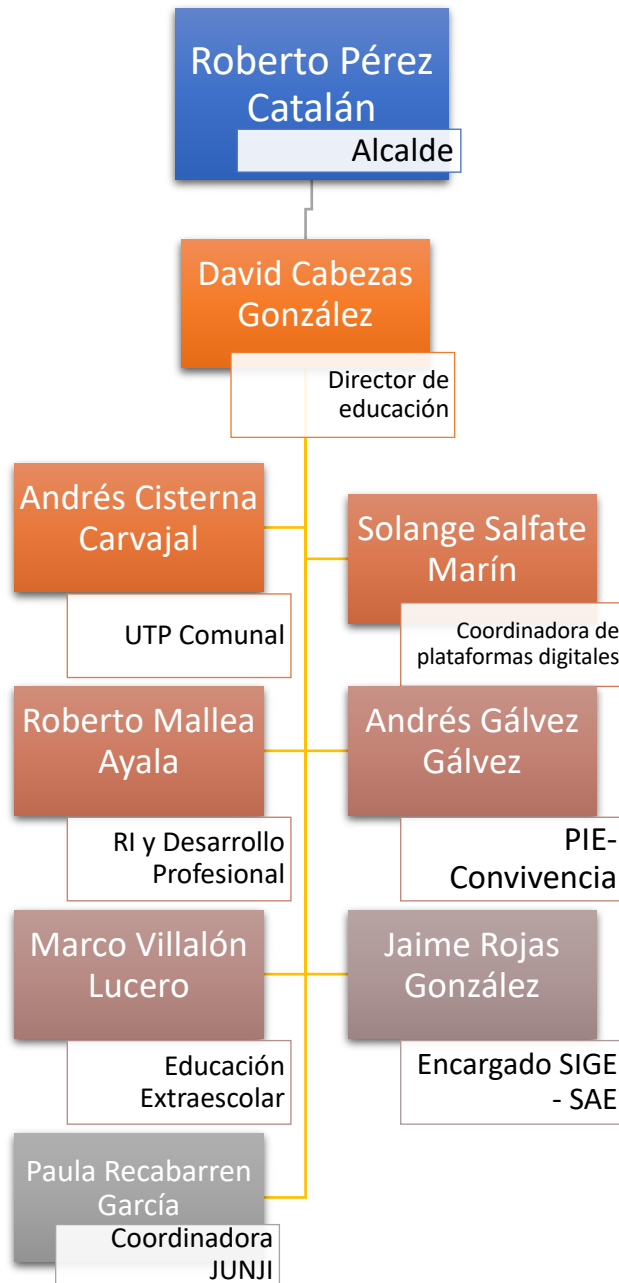 Roberto Pérez
Catalán
Alcalde
David Cabezas
González
Director de
educación
Andrés Cisterna
Carvajal
UTP Comunal
Solange Salfate
Marín
Coordinadora de
plataformas digitales
Roberto Mallea
Ayala
RI y Desarrollo
Profesional
Andrés Gálvez
Gálvez
PIE-
Convivencia
Marco Villalón
Lucero
Educación
Extraescolar
Jaime Rojas
González
Encargado SIGE
- SAE
Paula Recabarren
García
Coordinadora
JUNJI